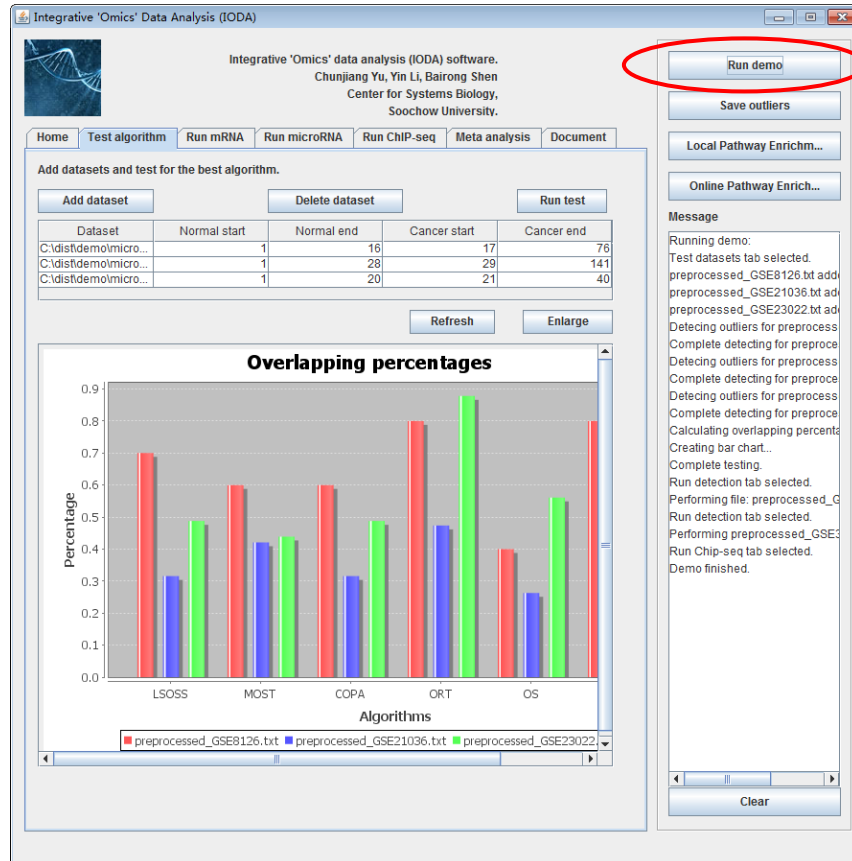 Integrative 'Omics' Data Analysis (IODA)
Integrative 'Omics' data analysis (IODA) software.
Chunjiang Yu, Yin Li, Bairong Shen
Center for Systems Biology,
Soochow University.
Home Test algorithm Run mRNA Run microRNA Run ChIP-seq Meta analysis Document
Add datasets and test for the best algorithm.
Add dataset Delete dataset Run test
Dataset Normal start Normal end Cancer start Cancer end
C:\dist\demo\micro... 1 16 17 76
C:\dist\demo\micro... 1 28 29 141
C:\dist\demo\micro... 1 20 21 40
Refresh Enlarge
Overlapping percentages
0.9
0.8
0.7
0.6
0.5
0.4
0.3
0.2
0.1
0.0
Percentage
LSOSS MOST COPA ORT OS
Algorithms
preprocessed_GSE8126.txt preprocessed_GSE21036.txt preprocessed_GSE23022.
Run demo
Save outliers
Local Pathway Enrichm...
Online Pathway Enrich...
Message
Running demo:
Test datasets tab selected.
preprocessed_GSE8126.txt adde
preprocessed_GSE21036.txt ad
preprocessed_GSE23022.txt ad
Detecing outliers for preprocess
Complete detecting for preproce
Detecing outliers for preprocess
Complete detecting for preproce
Detecing outliers for preprocess
Complete detecting for preproce
Calculating overlapping percenta
Creating bar chart...
Complete testing.
Run detection tab selected.
Performing file: preprocessed_G
Run detection tab selected.
Performing preprocessed_GSE3
Run Chip-seq tab selected.
Demo finished.
Clear